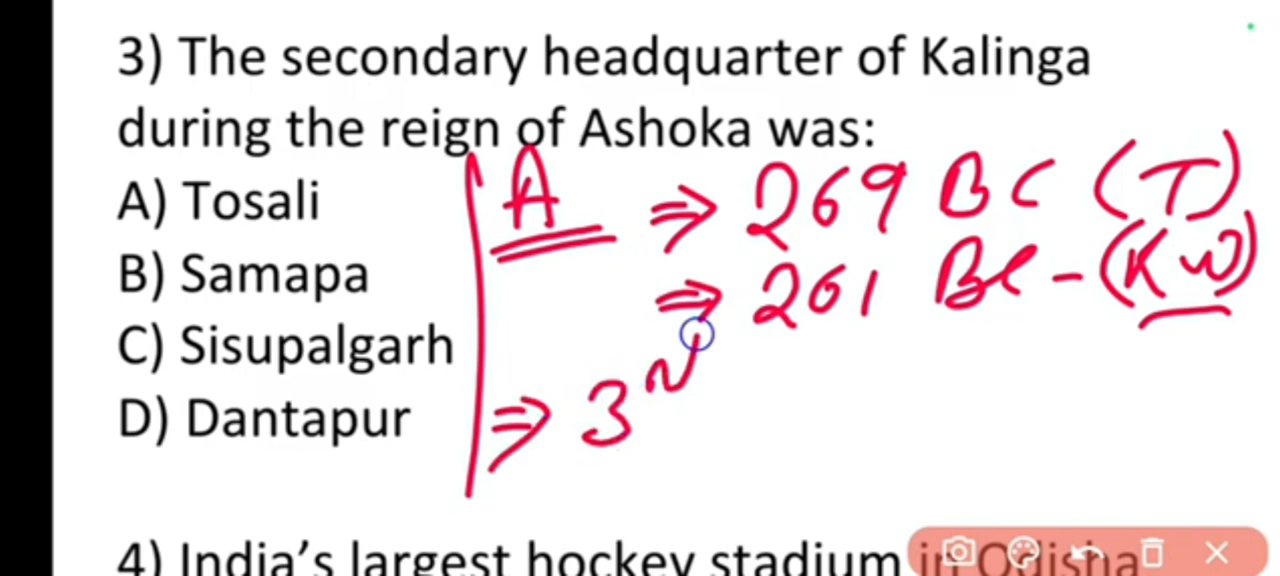 3) The secondary headquarter of Kalinga
during the reign of Ashoka was:
A) Tosali
B) Samapa
C) Sisupalgarh
D) Dantapur
A ⇒ 269 BC (T)
⇒ 261 BC - (KW)
⇒ 3
4) India's largest hockey stadium in Odisha